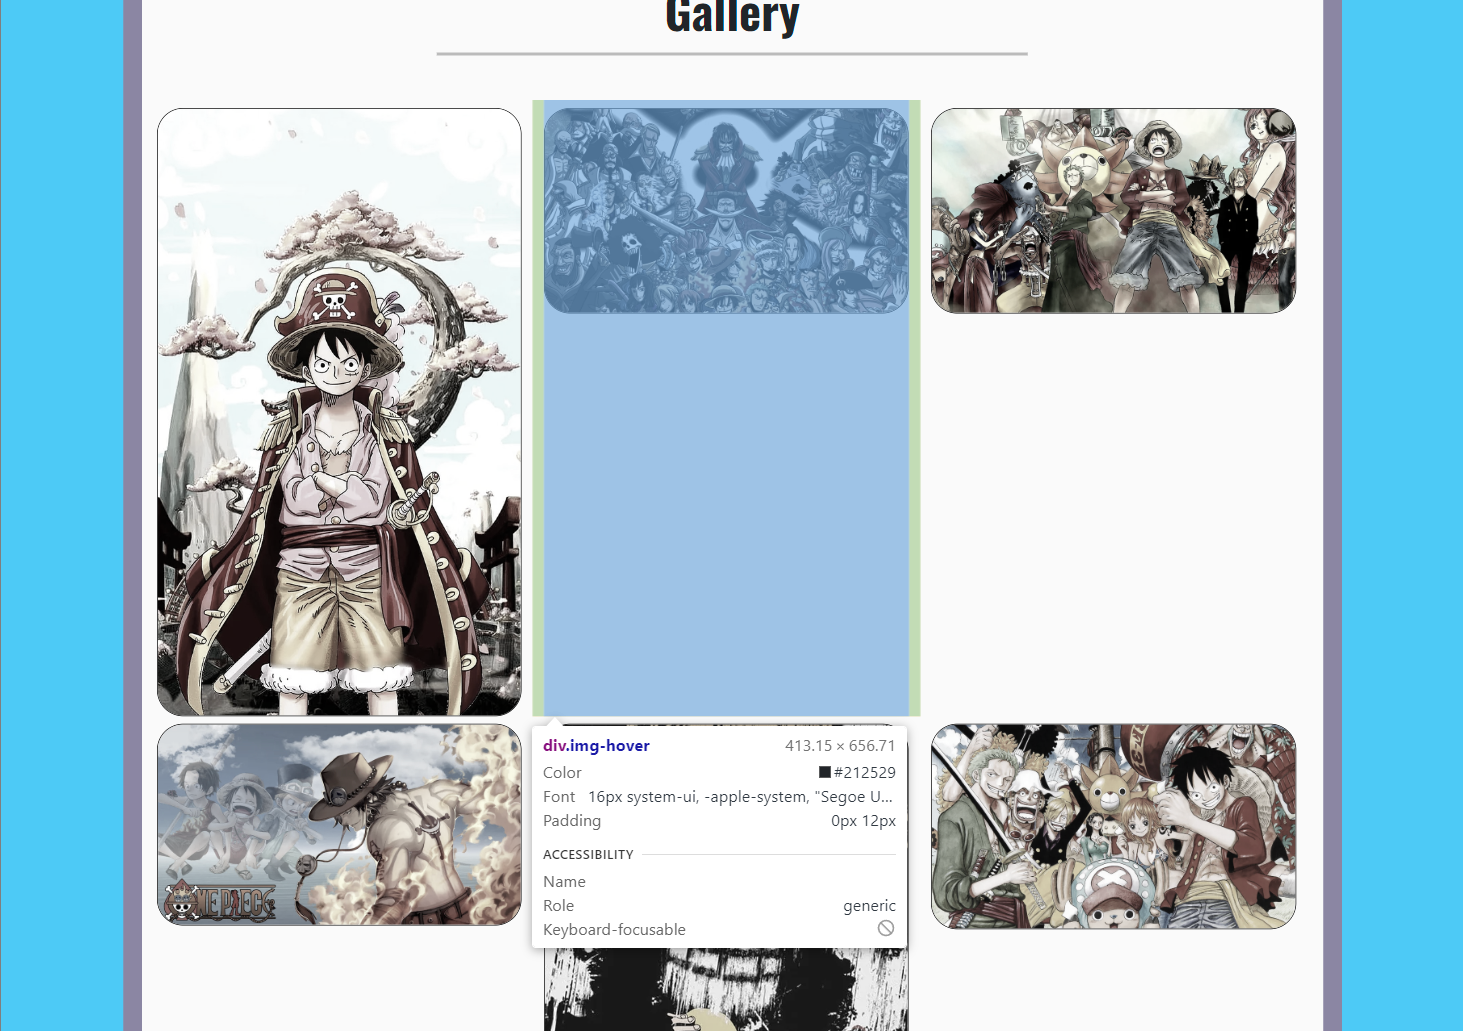 Gallery
ONE PIECE
div.img-hover 413.15 × 656.71
Color #212529
Font 16px system-ui, -apple-system, "Segoe U...
Padding 0px 12px
ACCESSIBILITY
Name
Role generic
Keyboard-focusable